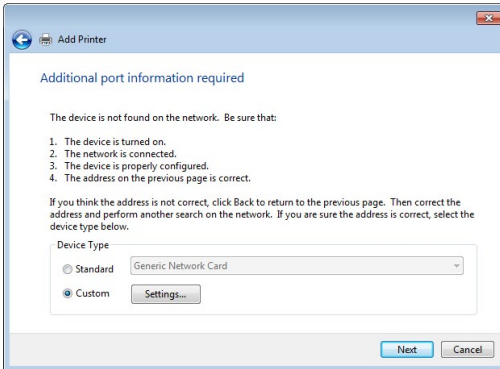 Add Printer
Additional port information required
The device is not found on the network. Be sure that:
1. The device is turned on.
2. The network is connected.
3. The device is properly configured.
4. The address on the previous page is correct.
If you think the address is not correct, click Back to return to the previous page. Then correct the
address and perform another search on the network. If you are sure the address is correct, select the
device type below.
Device Type
Standard Generic Network Card
Custom Settings...
Next Cancel